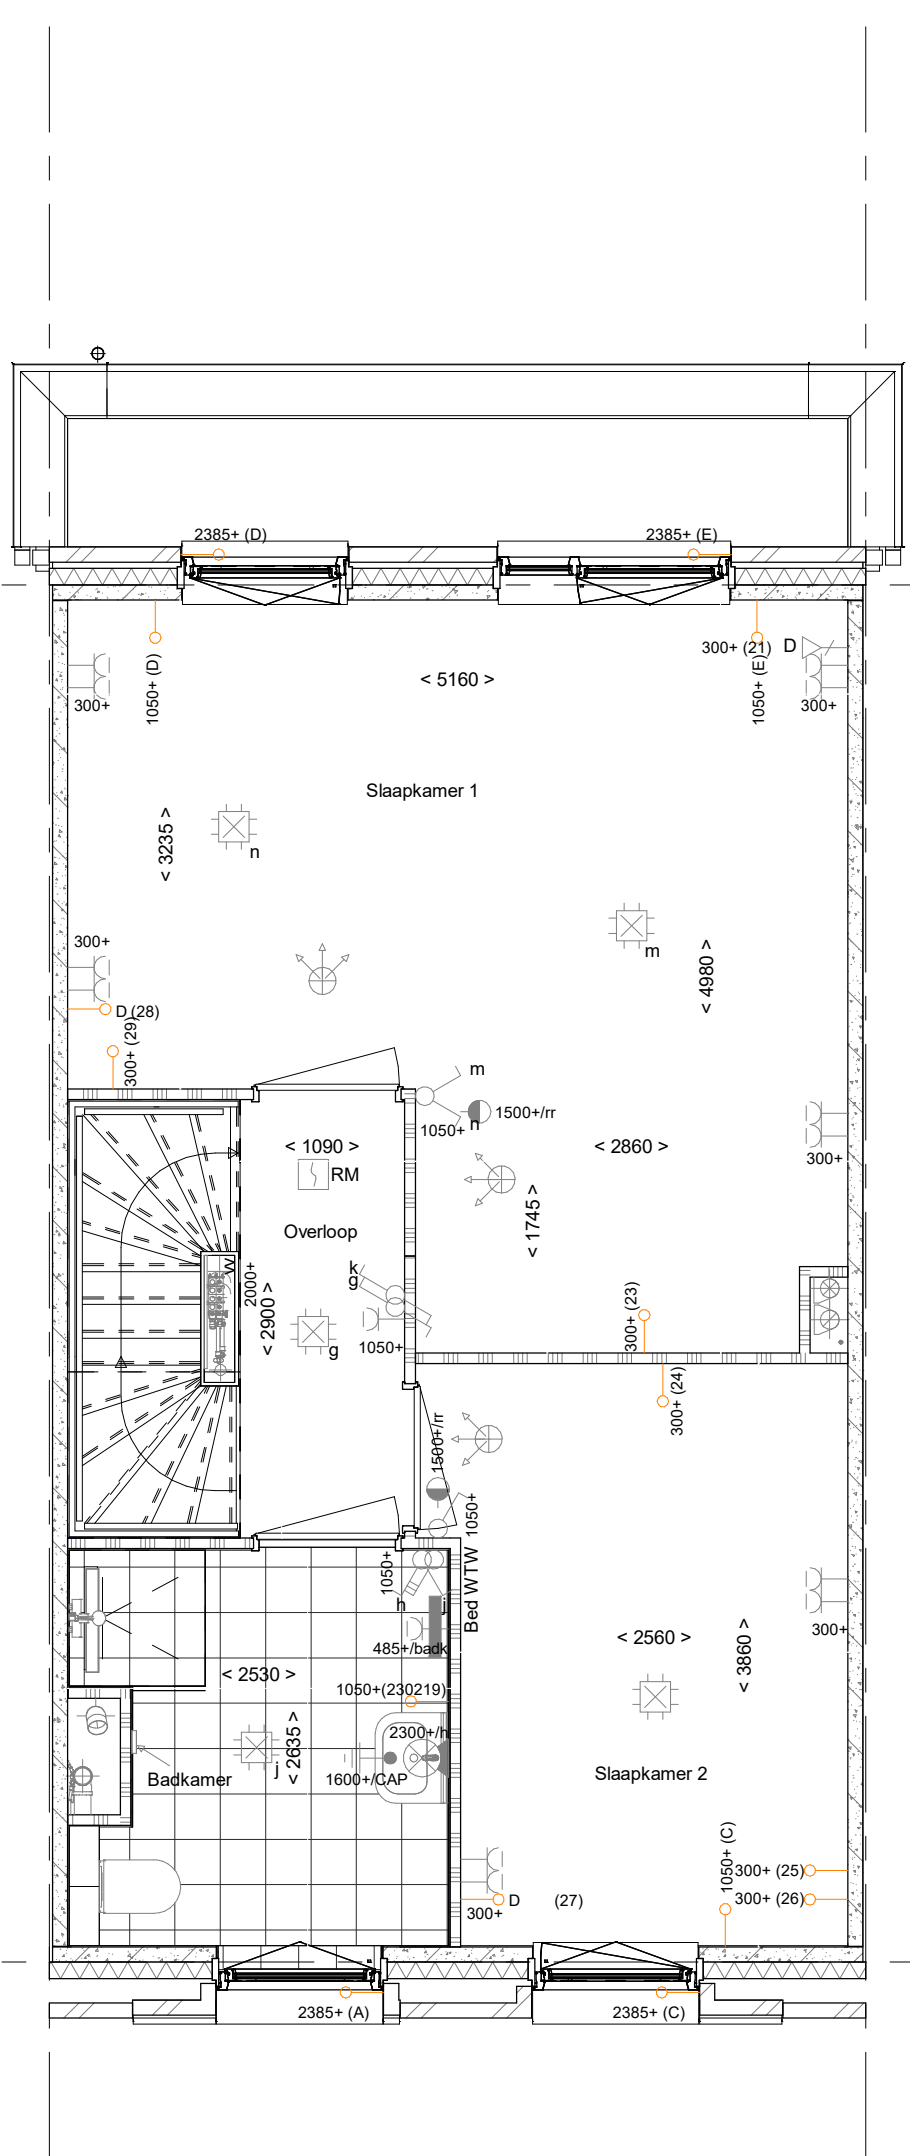 2385+ (D)
2385+ (E)
1050+ (D)
300+ (21)
D
1050+ (E)
300+
300+
< 5160 >
Slaapkamer 1
< 3235 >
n
m
< 4980 >
300+
D (28)
300+ (29)
m
n
1050+
1500+/rr
< 1090 >
RM
< 2860 >
300+
< 1745 >
Overloop
k
g
W
2000+
< 2900 >
g
1050+
300+ (23)
300+ (24)
1500+/rr
1050+
1050+
h
j
Bed WTW
485+/badk
300+
< 2560 >
< 3860 >
< 2530 >
1050+(230219)
2300+/h
< 2635 >
j
1600+/CAP
Badkamer
Slaapkamer 2
1050+ (C)
300+ (25)
300+ (26)
D
(27)
300+
2385+ (A)
2385+ (C)